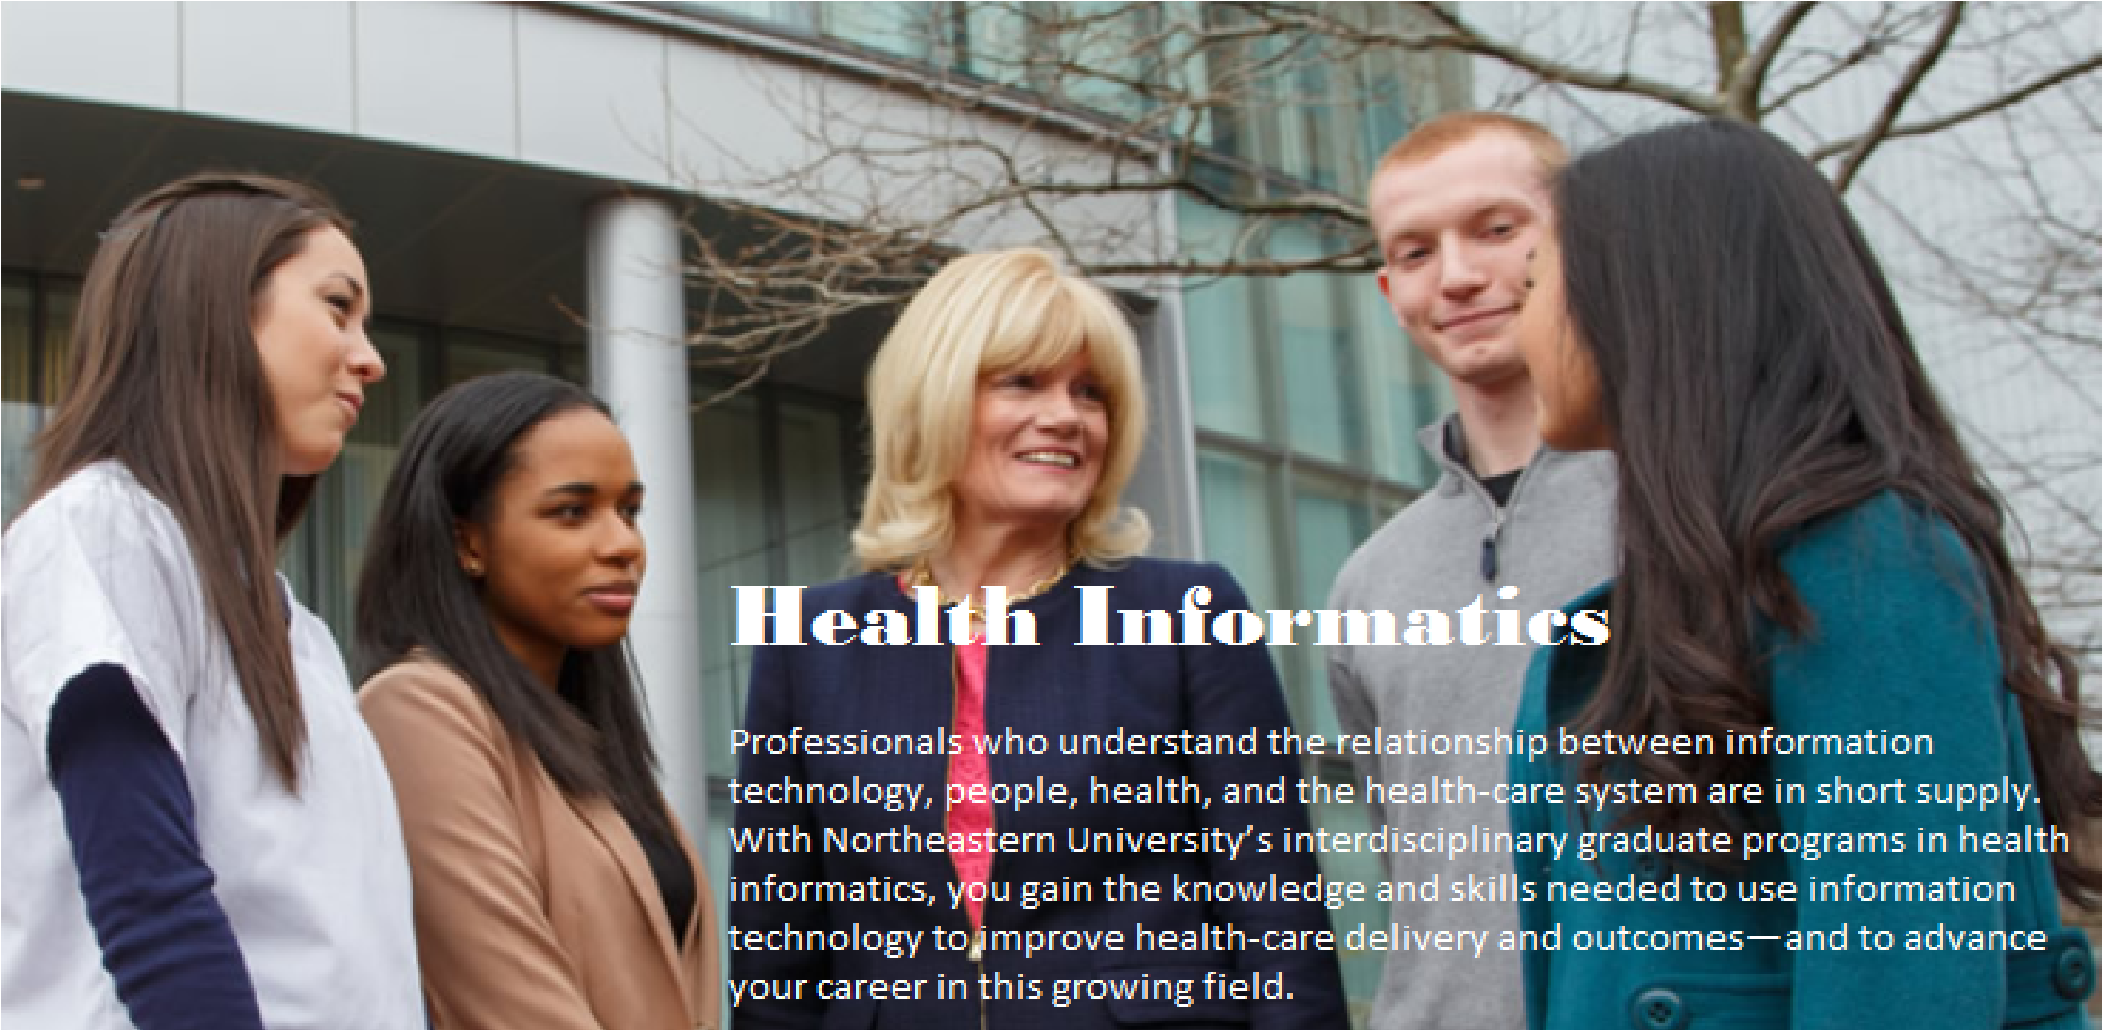 Health Informatics
Professionals who understand the relationship between information
technology, people, health, and the health-care system are in short supply.
With Northeastern University’s interdisciplinary graduate programs in health
informatics, you gain the knowledge and skills needed to use information
technology to improve health-care delivery and outcomes—and to advance
your career in this growing field.